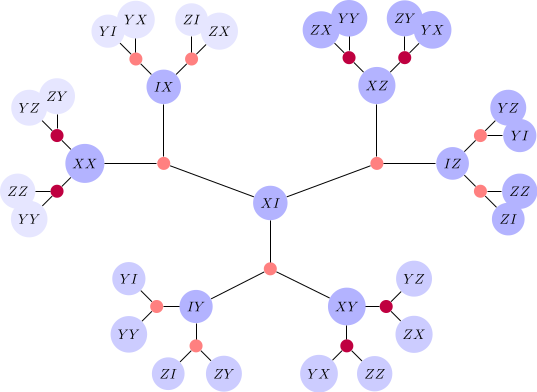 YI YX ZI ZX
ZX YY ZY YX
IX XZ
YZ ZY
YZ YI
XX IZ
ZZ YY
ZZ ZI
XI
YI YZ
IY XY
YY ZX
ZI ZY YX ZZ